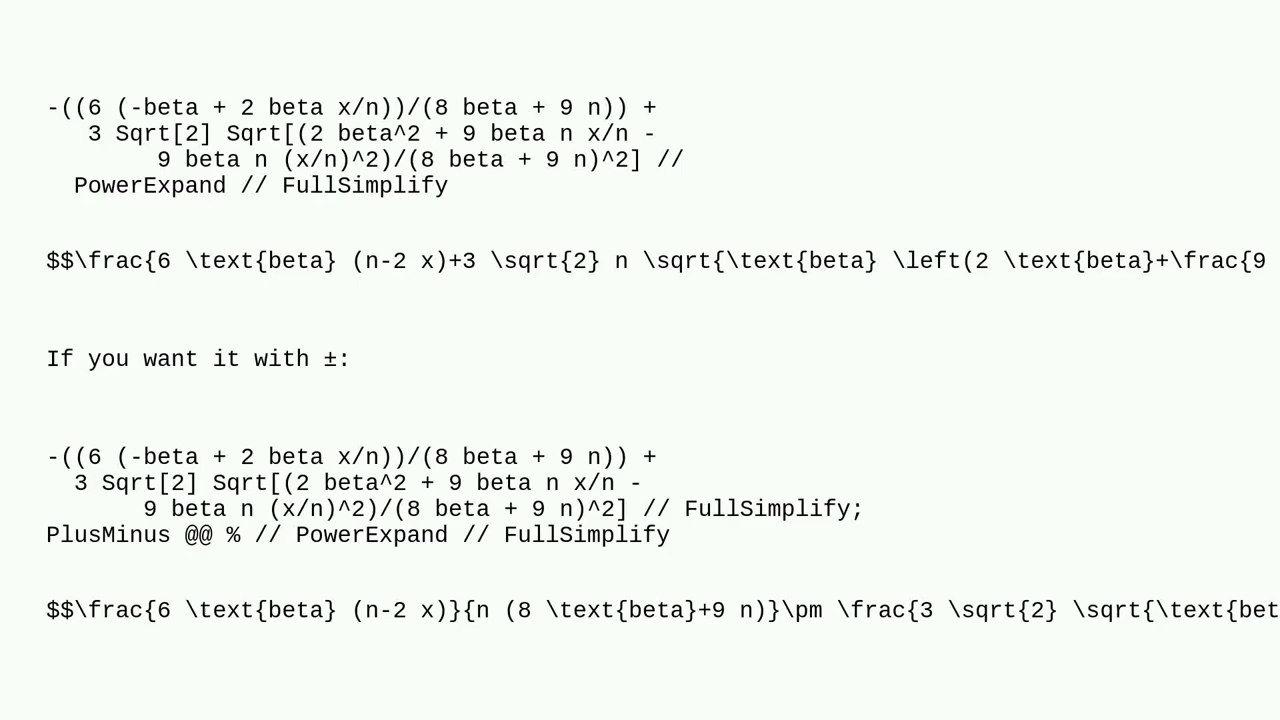 -((6 (-beta + 2 beta x/n))/(8 beta + 9 n)) +
3 Sqrt[2] Sqrt[(2 beta^2 + 9 beta n x/n -
9 beta n (x/n)^2)/(8 beta + 9 n)^2] //
PowerExpand // FullSimplify
$$\frac{6 \text{beta} (n-2 x)+3 \sqrt{2} n \sqrt{\text{beta} \left(2 \text{beta}+\frac{9
If you want it with ±:
-((6 (-beta + 2 beta x/n))/(8 beta + 9 n)) +
3 Sqrt[2] Sqrt[(2 beta^2 + 9 beta n x/n -
9 beta n (x/n)^2)/(8 beta + 9 n)^2] // FullSimplify;
PlusMinus @@ % // PowerExpand // FullSimplify
$$\frac{6 \text{beta} (n-2 x)}{n (8 \text{beta}+9 n)}\pm \frac{3 \sqrt{2} \sqrt{\text{bet